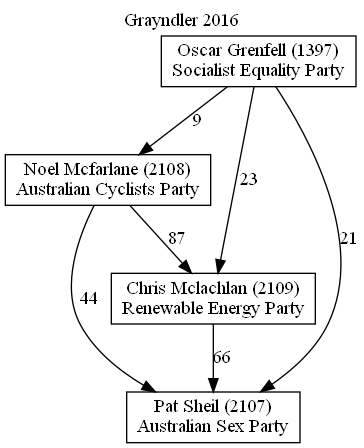 Grayndler 2016
Oscar Grenfell (1397)
Socialist Equality Party
9
Noel Mcfarlane (2108)
Australian Cyclists Party
23
87
21
Chris Mclachlan (2109)
Renewable Energy Party
44
66
Pat Sheil (2107)
Australian Sex Party